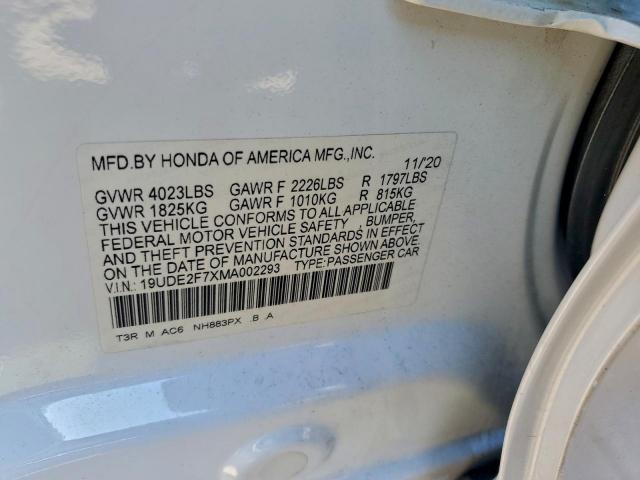 MFD.BY HONDA OF AMERICA MFG.,INC. 11/20
GVWR 4023LBS GAWR F 2226LBS R 1797LBS
GVWR 1825KG GAWR F 1010KG R 815KG
THIS VEHICLE CONFORMS TO ALL APPLICABLE
FEDERAL MOTOR VEHICLE SAFETY BUMPER,
AND THEFT PREVENTION STANDARDS IN EFFECT
ON THE DATE OF MANUFACTURE SHOWN ABOVE.
V.I.N.: 19UDE2F7XMA002293 TYPE: PASSENGER CAR
T3R M AC6 NH883PX .B A